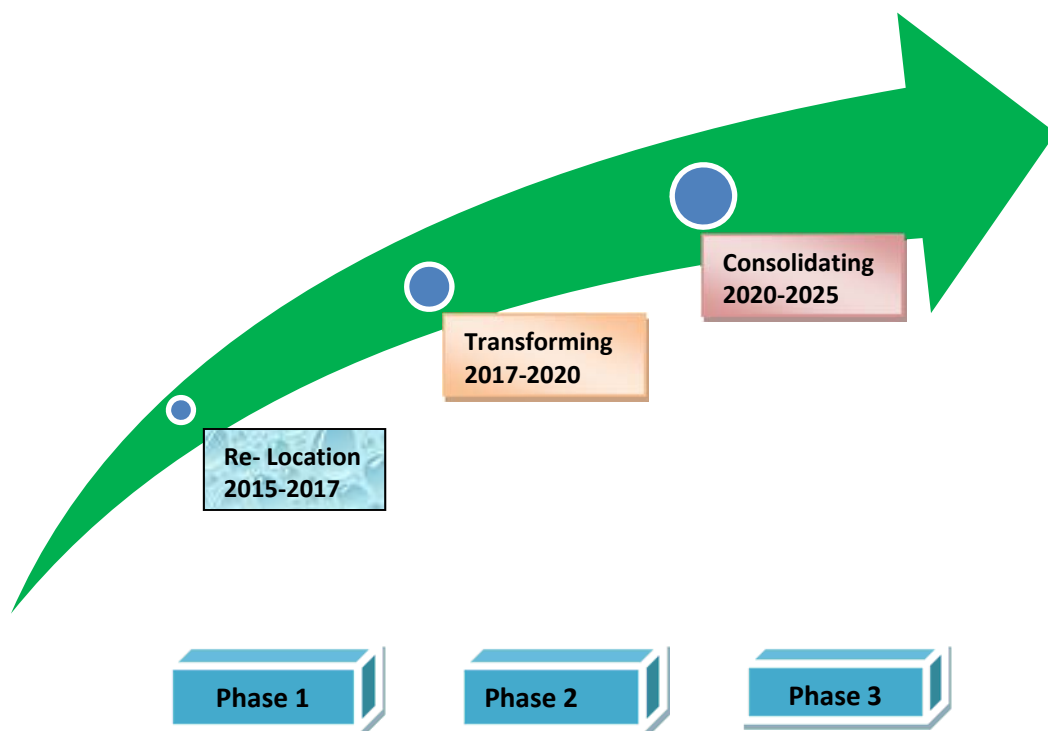 Consolidating
2020-2025
Transforming
2017-2020
Re- Location
2015-2017
Phase 1
Phase 2
Phase 3